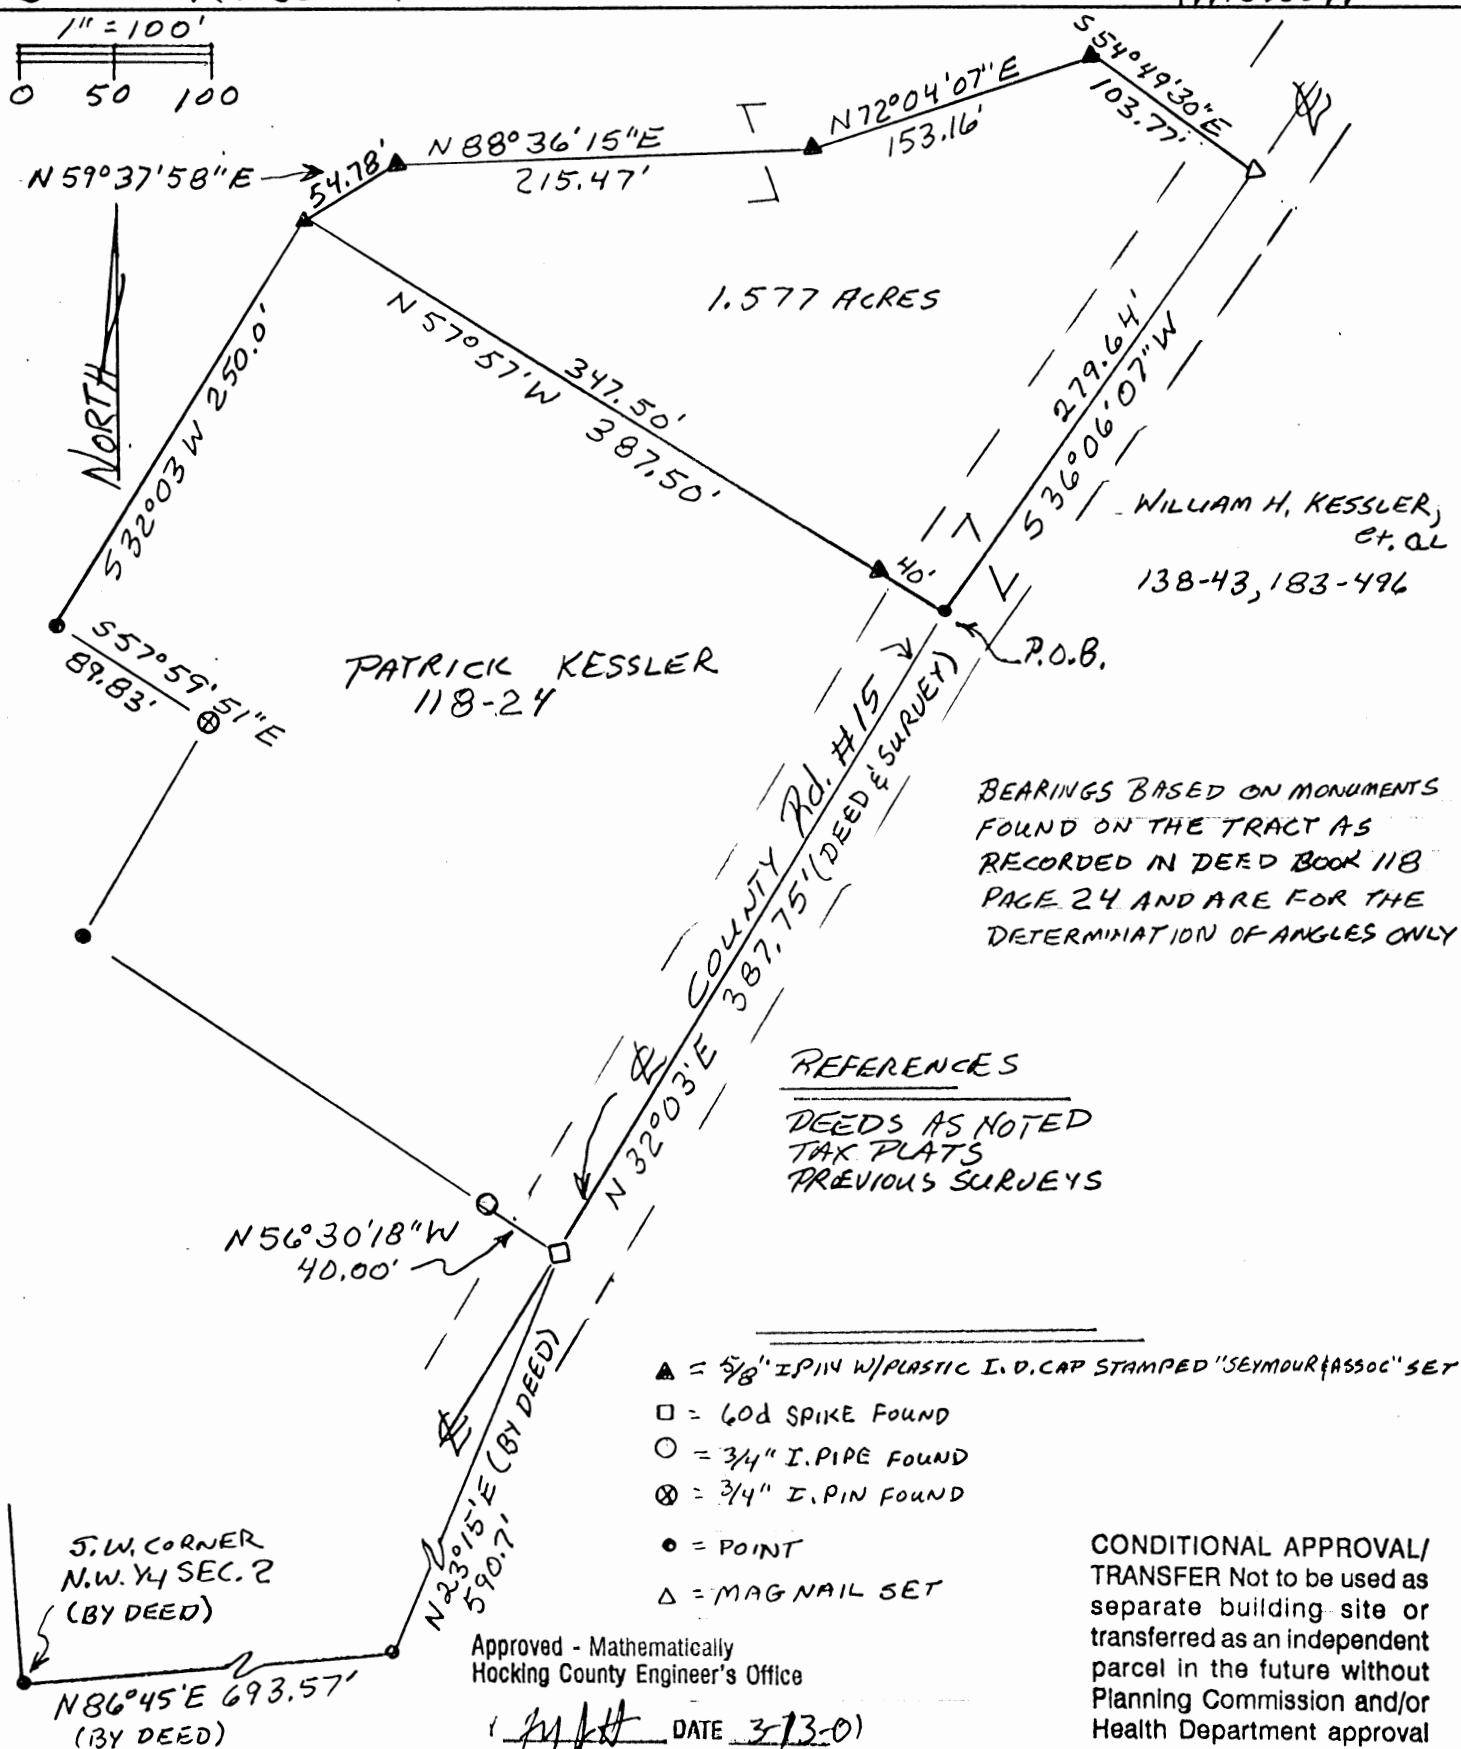 1" = 100'
0 50 100
N 59°37'58"E
54.78'
N 88°36'15"E
215.47'
N72°04'07"E
153.16'
S54°49'30"E
103.77'
NORTH
S32°03 W 250.0'
1.577 ACRES
N 57°57' W
347.50'
387.50'
40'
279.64'
S36°06'07"W
WILLIAM H. KESSLER,
et. al
138-43, 183-496
P.O.B.
S57°59'51"E
89.83'
PATRICK KESSLER
118-24
COUNTY Rd. #15
N 32°03'E 387.75' (DEED & SURVEY)
BEARINGS BASED ON MONUMENTS
FOUND ON THE TRACT AS
RECORDED IN DEED BOOK 118
PAGE 24 AND ARE FOR THE
DETERMINATION OF ANGLES ONLY
REFERENCES
DEEDS AS NOTED
TAX PLATS
PREVIOUS SURVEYS
N56°30'18"W
40.00'
▲ = 5/8" I.PIN W/PLASTIC I.D.CAP STAMPED "SEYMOUR & ASSOC" SET
□ = 60d SPIKE FOUND
○ = 3/4" I.PIPE FOUND
⊗ = 3/4" I.PIN FOUND
● = POINT
△ = MAG NAIL SET
N23°15'E (BY DEED)
590.7'
S.W. CORNER
N.W. 1/4 SEC. 2
(BY DEED)
N86°45'E 693.57'
(BY DEED)
Approved - Mathematically
Hocking County Engineer's Office
DATE 3-13-01
CONDITIONAL APPROVAL/
TRANSFER Not to be used as
separate building site or
transferred as an independent
parcel in the future without
Planning Commission and/or
Health Department approval